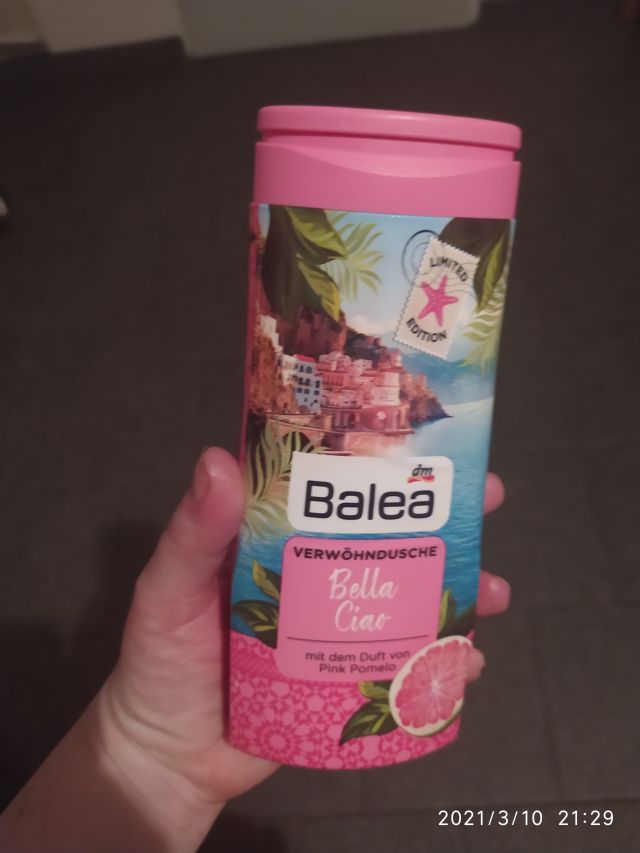 LIMITED
EDITION
dm
Balea
VERWÖHNDUSCHE
Bella
Ciao
mit dem Duft von
Pink Pomelo
2021/3/10 21:29